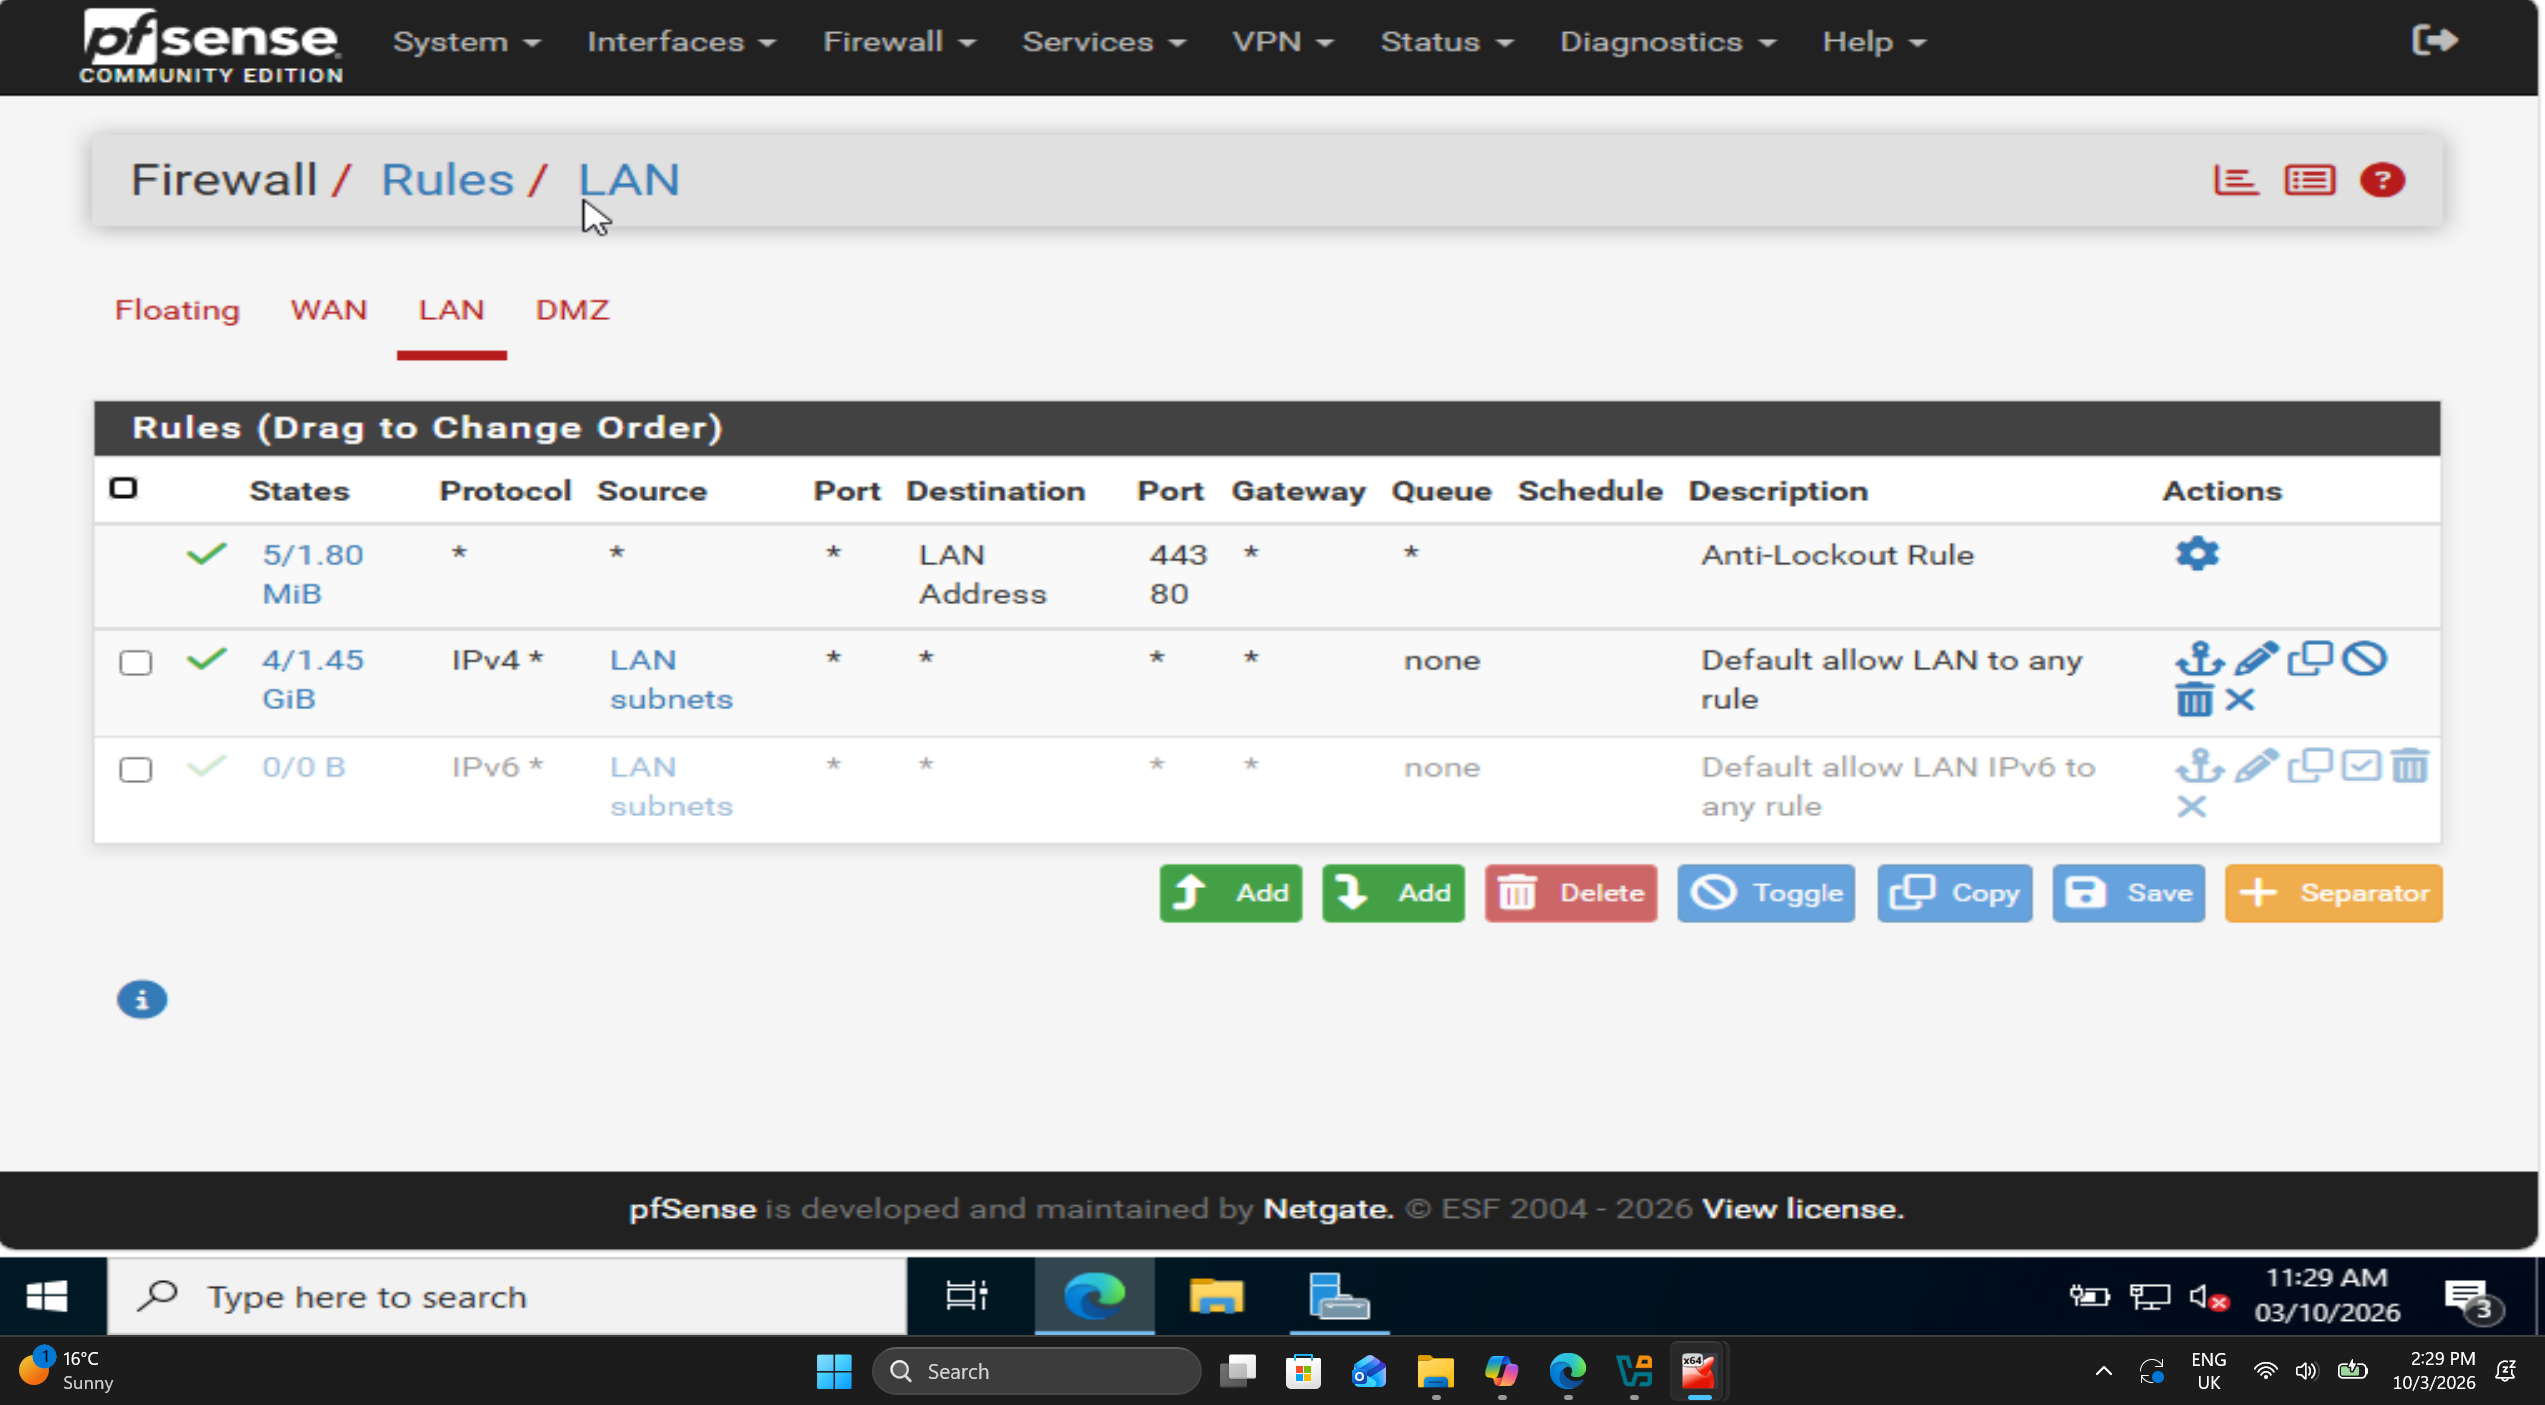 pfsense System Interfaces Firewall Services VPN Status Diagnostics Help
COMMUNITY EDITION
Firewall / Rules / LAN
Floating WAN LAN DMZ
Rules (Drag to Change Order)
States Protocol Source Port Destination Port Gateway Queue Schedule Description Actions
5/1.80 * * * LAN 443 * * Anti-Lockout Rule
MiB Address 80
4/1.45 IPv4 * LAN * * * * none Default allow LAN to any
GiB subnets rule
0/0 B IPv6 * LAN * * * * none Default allow LAN IPv6 to
subnets any rule
Add Add Delete Toggle Copy Save Separator
pfSense is developed and maintained by Netgate. © ESF 2004 - 2026 View license.
Type here to search
11:29 AM
03/10/2026
3
1
16°C
Sunny
Search
x64
ENG
UK
2:29 PM
10/3/2026